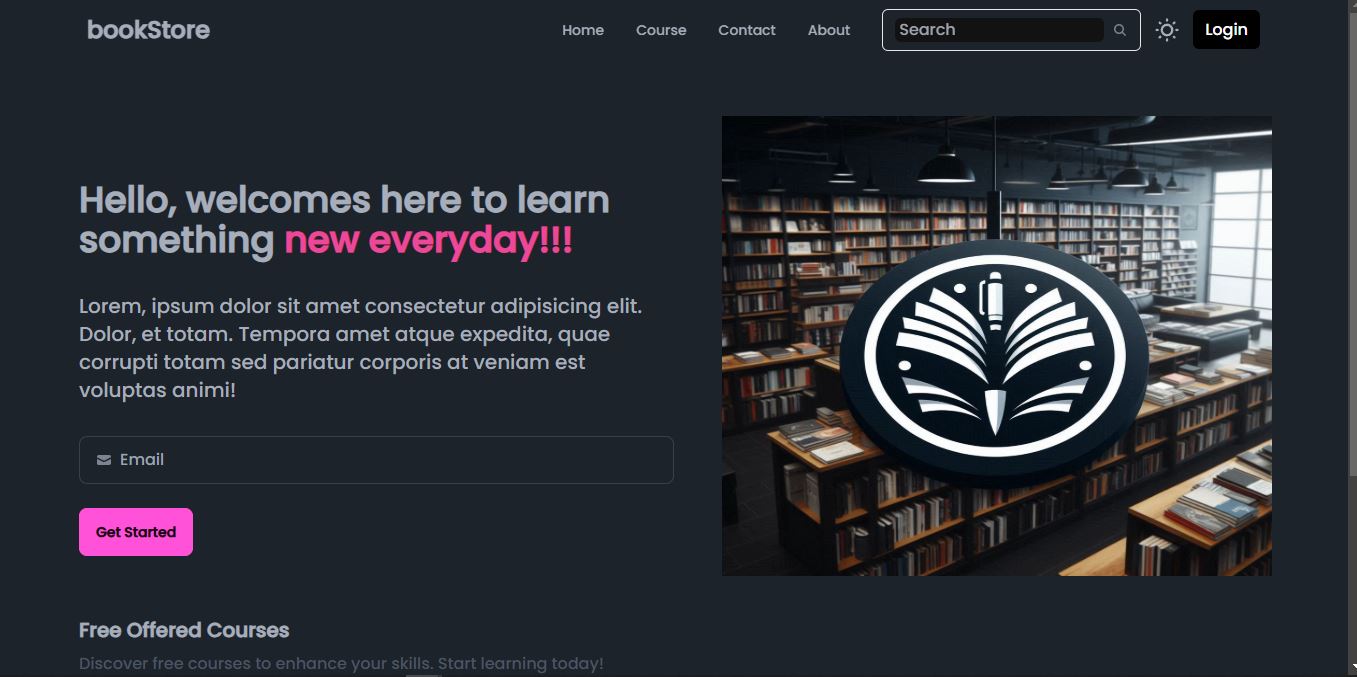 bookStore
Home
Course
Contact
About
Search
Login
Hello, welcomes here to learn
something new everyday!!!
Lorem, ipsum dolor sit amet consectetur adipisicing elit.
Dolor, et totam. Tempora amet atque expedita, quae
corrupti totam sed pariatur corporis at veniam est
voluptas animi!
Email
Get Started
Free Offered Courses
Discover free courses to enhance your skills. Start learning today!